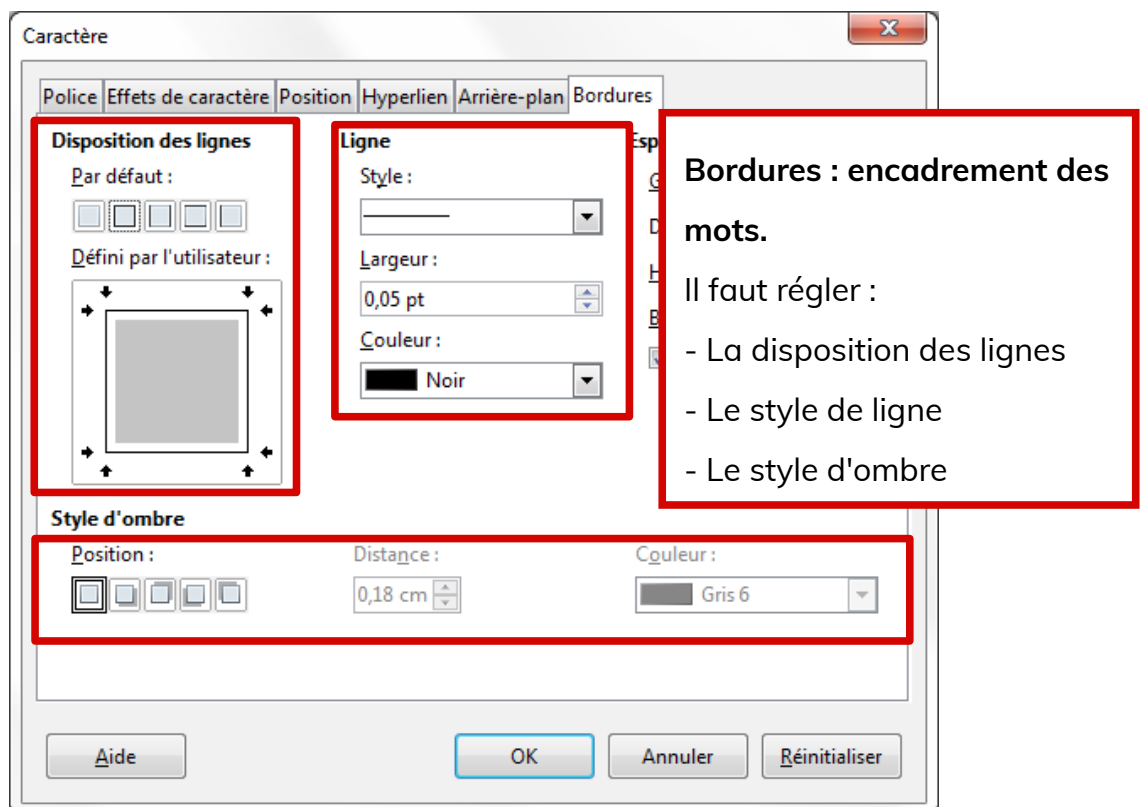 Caractère
Police Effets de caractère Position Hyperlien Arrière-plan Bordures
Disposition des lignes
Par défaut :
Défini par l'utilisateur :
Ligne
Style :
Largeur :
0,05 pt
Couleur :
Noir
Bordures : encadrement des
mots.
Il faut régler :
- La disposition des lignes
- Le style de ligne
- Le style d'ombre
Style d'ombre
Position :
Distance :
0,18 cm
Couleur :
Gris 6
Aide
OK
Annuler
Réinitialiser